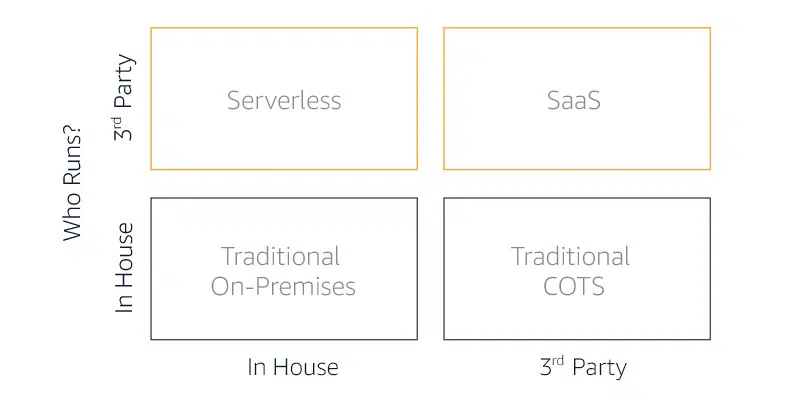 Who Runs?
3rd Party
Serverless
SaaS
In House
Traditional
On-Premises
Traditional
COTS
In House
3rd Party